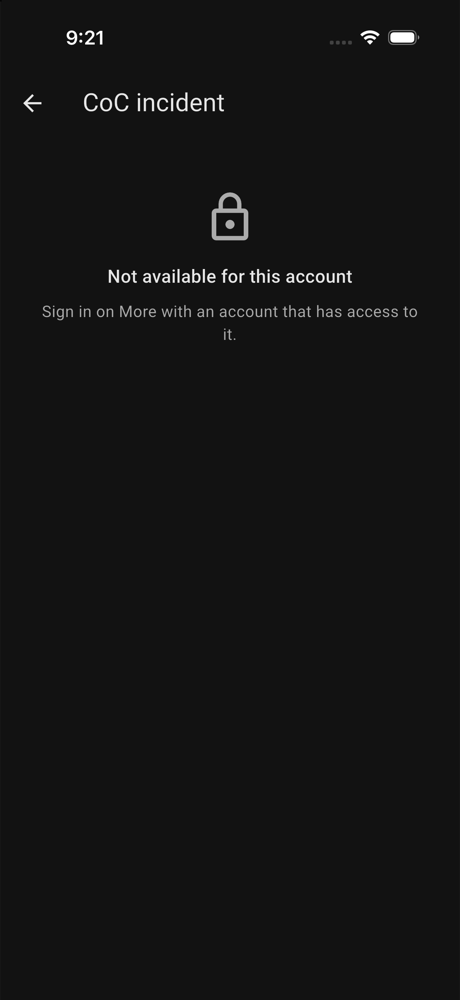 9:21
CoC incident
Not available for this account
Sign in on More with an account that has access to
it.